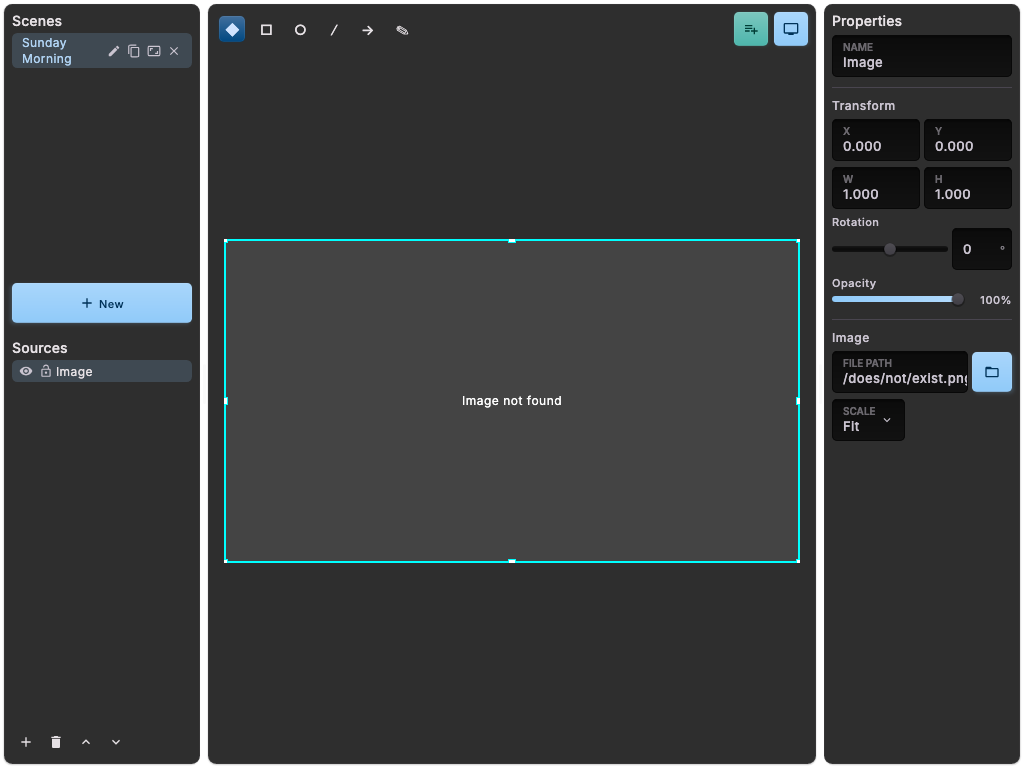 Scenes
Sunday
Morning
New
Sources
Image
Image not found
Properties
NAME
Image
Transform
X
0.000
Y
0.000
W
1.000
H
1.000
Rotation
0 °
Opacity
100%
Image
FILE PATH
/does/not/exist.png
SCALE
Fit